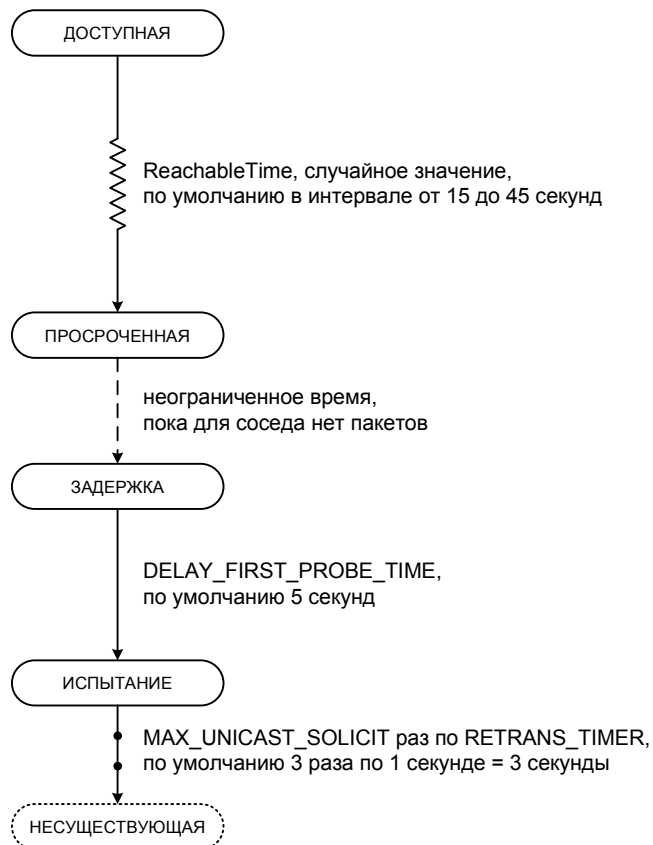 ДОСТУПНАЯ
ReachableTime, случайное значение,
по умолчанию в интервале от 15 до 45 секунд
ПРОСРОЧЕННАЯ
неограниченное время,
пока для соседа нет пакетов
ЗАДЕРЖКА
DELAY_FIRST_PROBE_TIME,
по умолчанию 5 секунд
ИСПЫТАНИЕ
MAX_UNICAST_SOLICIT раз по RETRANS_TIMER,
по умолчанию 3 раза по 1 секунде = 3 секунды
НЕСУЩЕСТВУЮЩАЯ